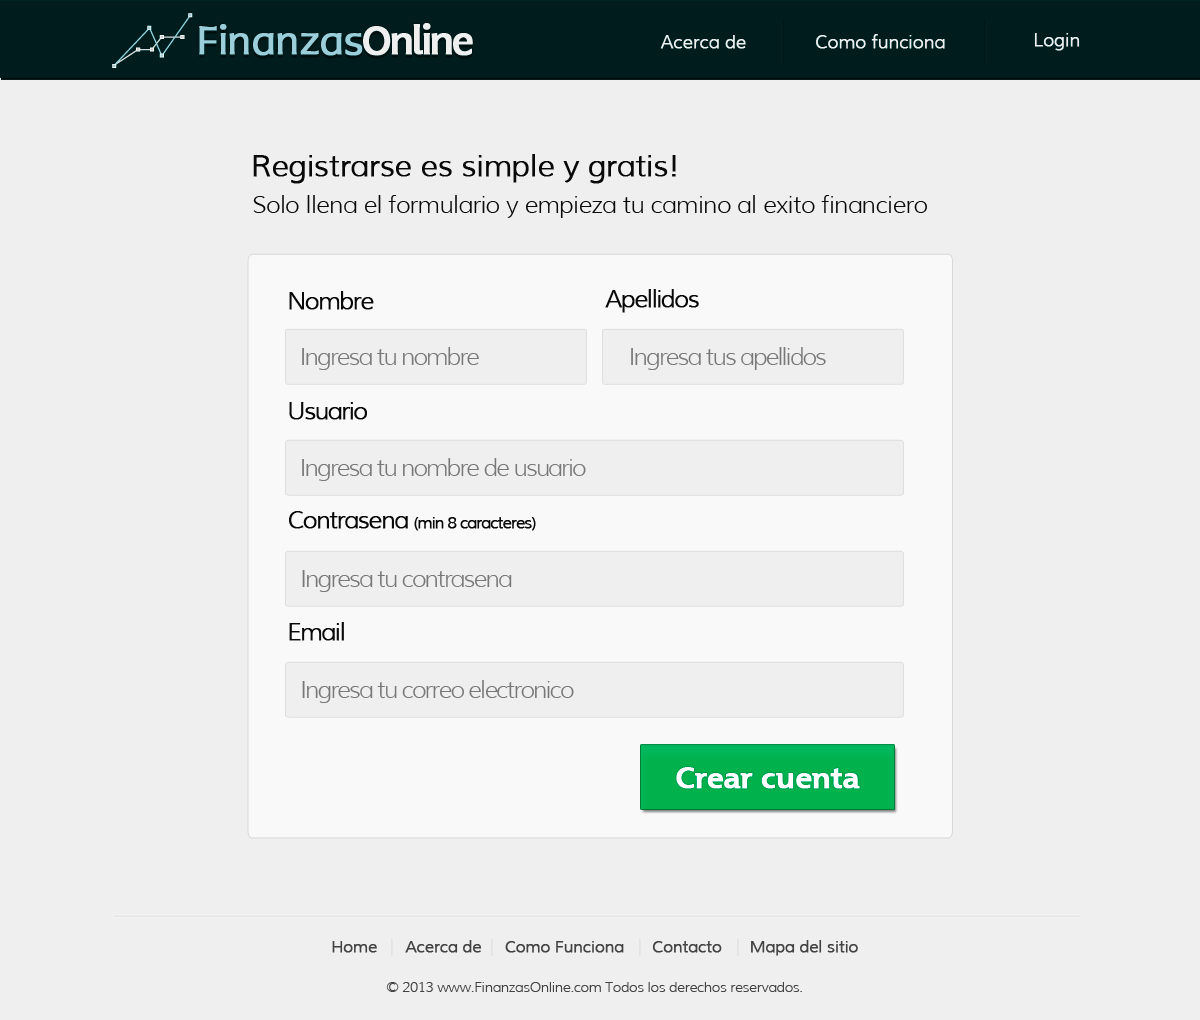 FinanzasOnline
Acerca de
Como funciona
Login
Registrarse es simple y gratis!
Solo llena el formulario y empieza tu camino al exito financiero
Nombre
Apellidos
Ingresa tu nombre
Ingresa tus apellidos
Usuario
Ingresa tu nombre de usuario
Contrasena (min 8 caracteres)
Ingresa tu contrasena
Email
Ingresa tu correo electronico
Crear cuenta
Home
Acerca de
Como Funciona
Contacto
Mapa del sitio
© 2013 www.FinanzasOnline.com Todos los derechos reservados.